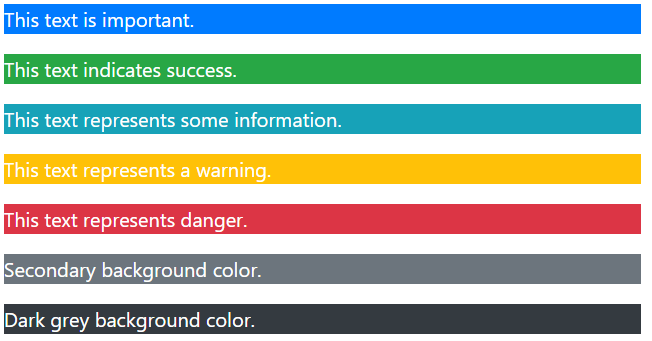 This text is important.
This text indicates success.
This text represents some information.
This text represents a warning.
This text represents danger.
Secondary background color.
Dark grey background color.